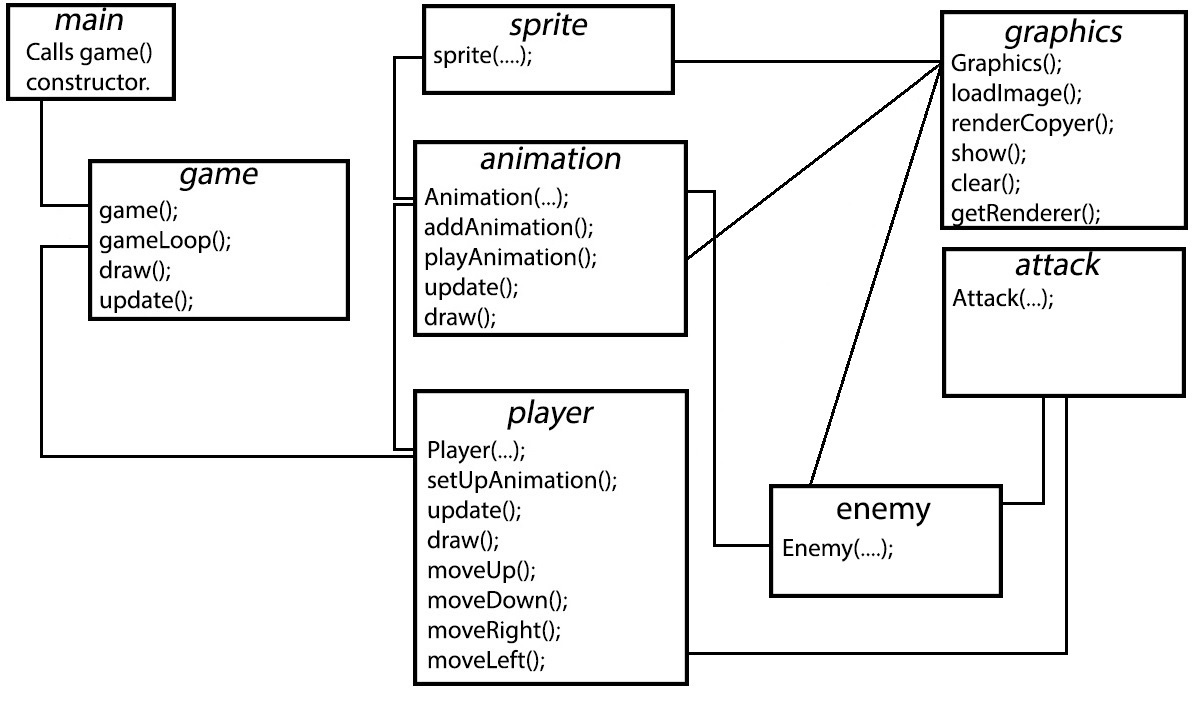 main
Calls game()
constructor.
game
game();
gameLoop();
draw();
update();
sprite
sprite(....);
animation
Animation(...);
addAnimation();
playAnimation();
update();
draw();
player
Player(...);
setUpAnimation();
update();
draw();
moveUp();
moveDown();
moveRight();
moveLeft();
graphics
Graphics();
loadImage();
renderCopyer();
show();
clear();
getRenderer();
attack
Attack(...);
enemy
Enemy(....);